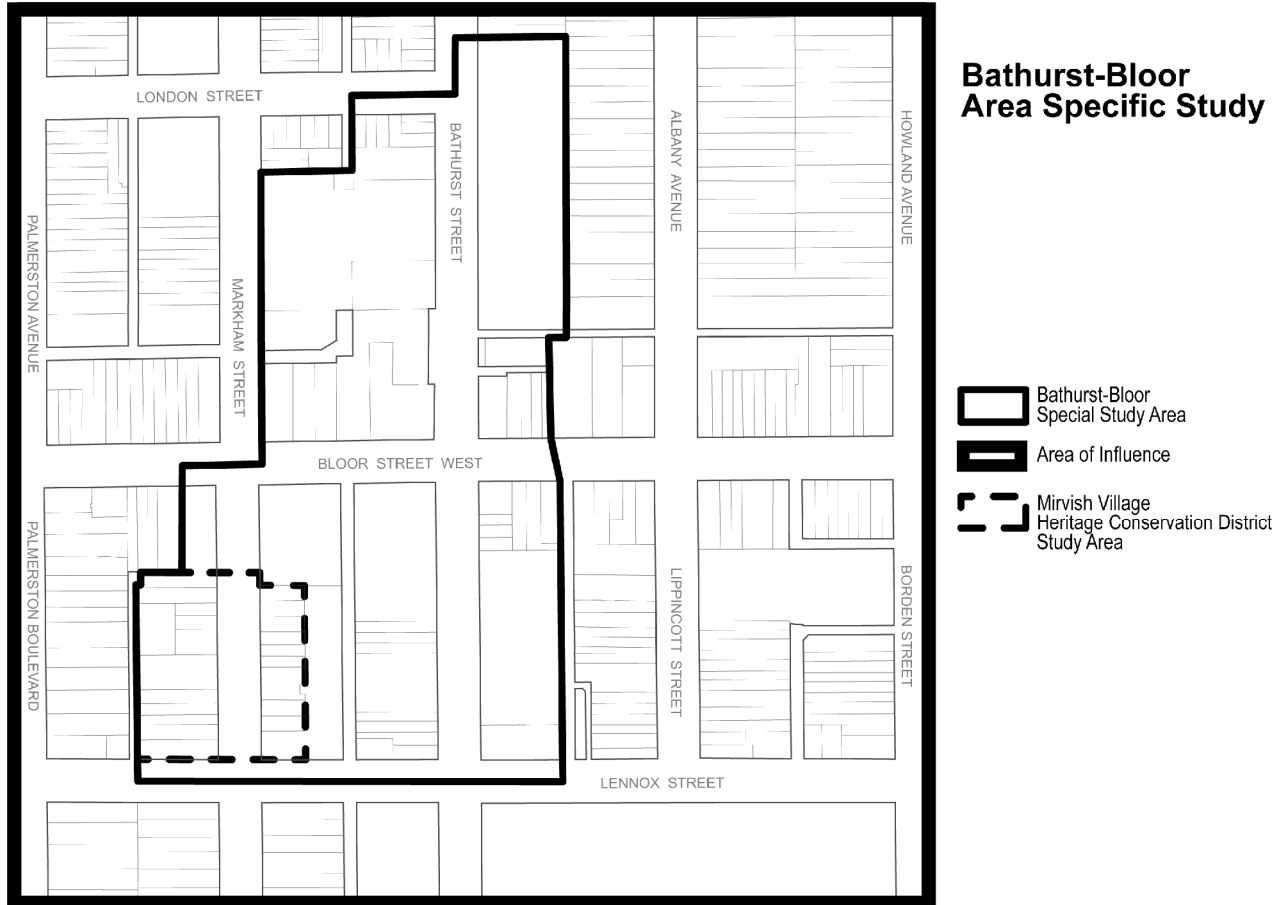 Bathurst-Bloor
Area Specific Study
LONDON STREET
BATHURST STREET
ALBANY AVENUE
HOWLAND AVENUE
PALMERSTON AVENUE
MARKHAM STREET
BLOOR STREET WEST
PALMERSTON BOULEVARD
LIPPINCOTT STREET
BORDEN STREET
LENNOX STREET
Bathurst-Bloor
Special Study Area
Area of Influence
Mirvish Village
Heritage Conservation District
Study Area